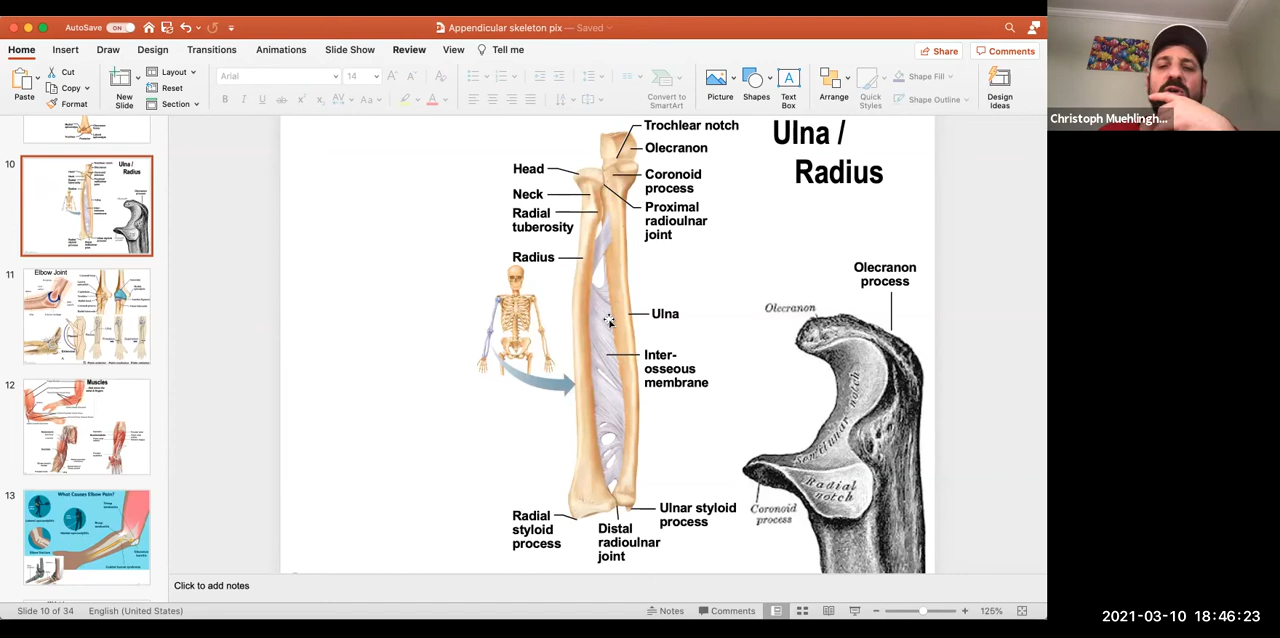 AutoSave ON
Appendicular skeleton pix — Saved
Home Insert Draw Design Transitions Animations Slide Show Review View Tell me
Share Comments
Paste
Cut
Copy
Format
New
Slide
Layout
Reset
Section
Arial 14
Convert to
SmartArt
Picture
Shapes
Text
Box
Arrange
Quick
Styles
Shape Fill
Shape Outline
Design
Ideas
Christoph Muehlingh...
10
Ulna /
Radius
11
Elbow Joint
12
Muscles
13
What Causes Elbow Pain?
Ulna /
Radius
Trochlear notch
Olecranon
Head
Coronoid
process
Neck
Radial
tuberosity
Proximal
radioulnar
joint
Radius
Ulna
Inter-
osseous
membrane
Radial
styloid
process
Distal
radioulnar
joint
Ulnar styloid
process
Olecranon
process
Olecranon
Semilunar notch
Radial
notch
Coronoid
process
Click to add notes
Slide 10 of 34 English (United States)
Notes Comments 125%
2021-03-10 18:46:23